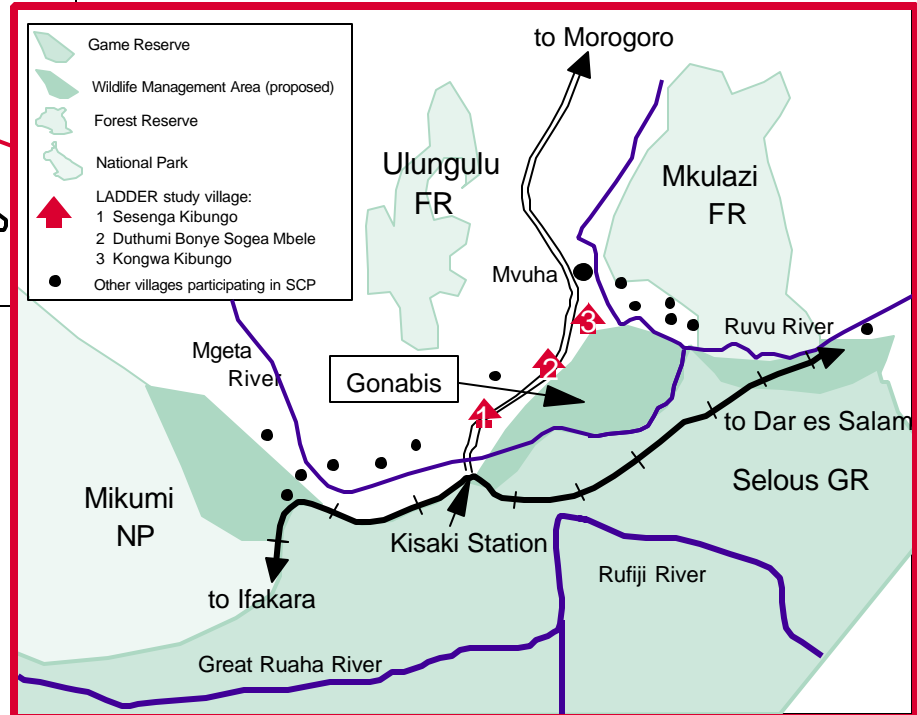 Game Reserve
Wildlife Management Area (proposed)
Forest Reserve
National Park
LADDER study village:
1 Sesenga Kibungo
2 Duthumi Bonye Sogea Mbele
3 Kongwa Kibungo
Other villages participating in SCP
to Morogoro
Ulungulu
FR
Mkulazi
FR
Mvuha
3
Ruvu River
Mgeta
River
2
Gonabis
1
to Dar es Salam
Selous GR
Mikumi
NP
Kisaki Station
Rufiji River
to Ifakara
Great Ruaha River